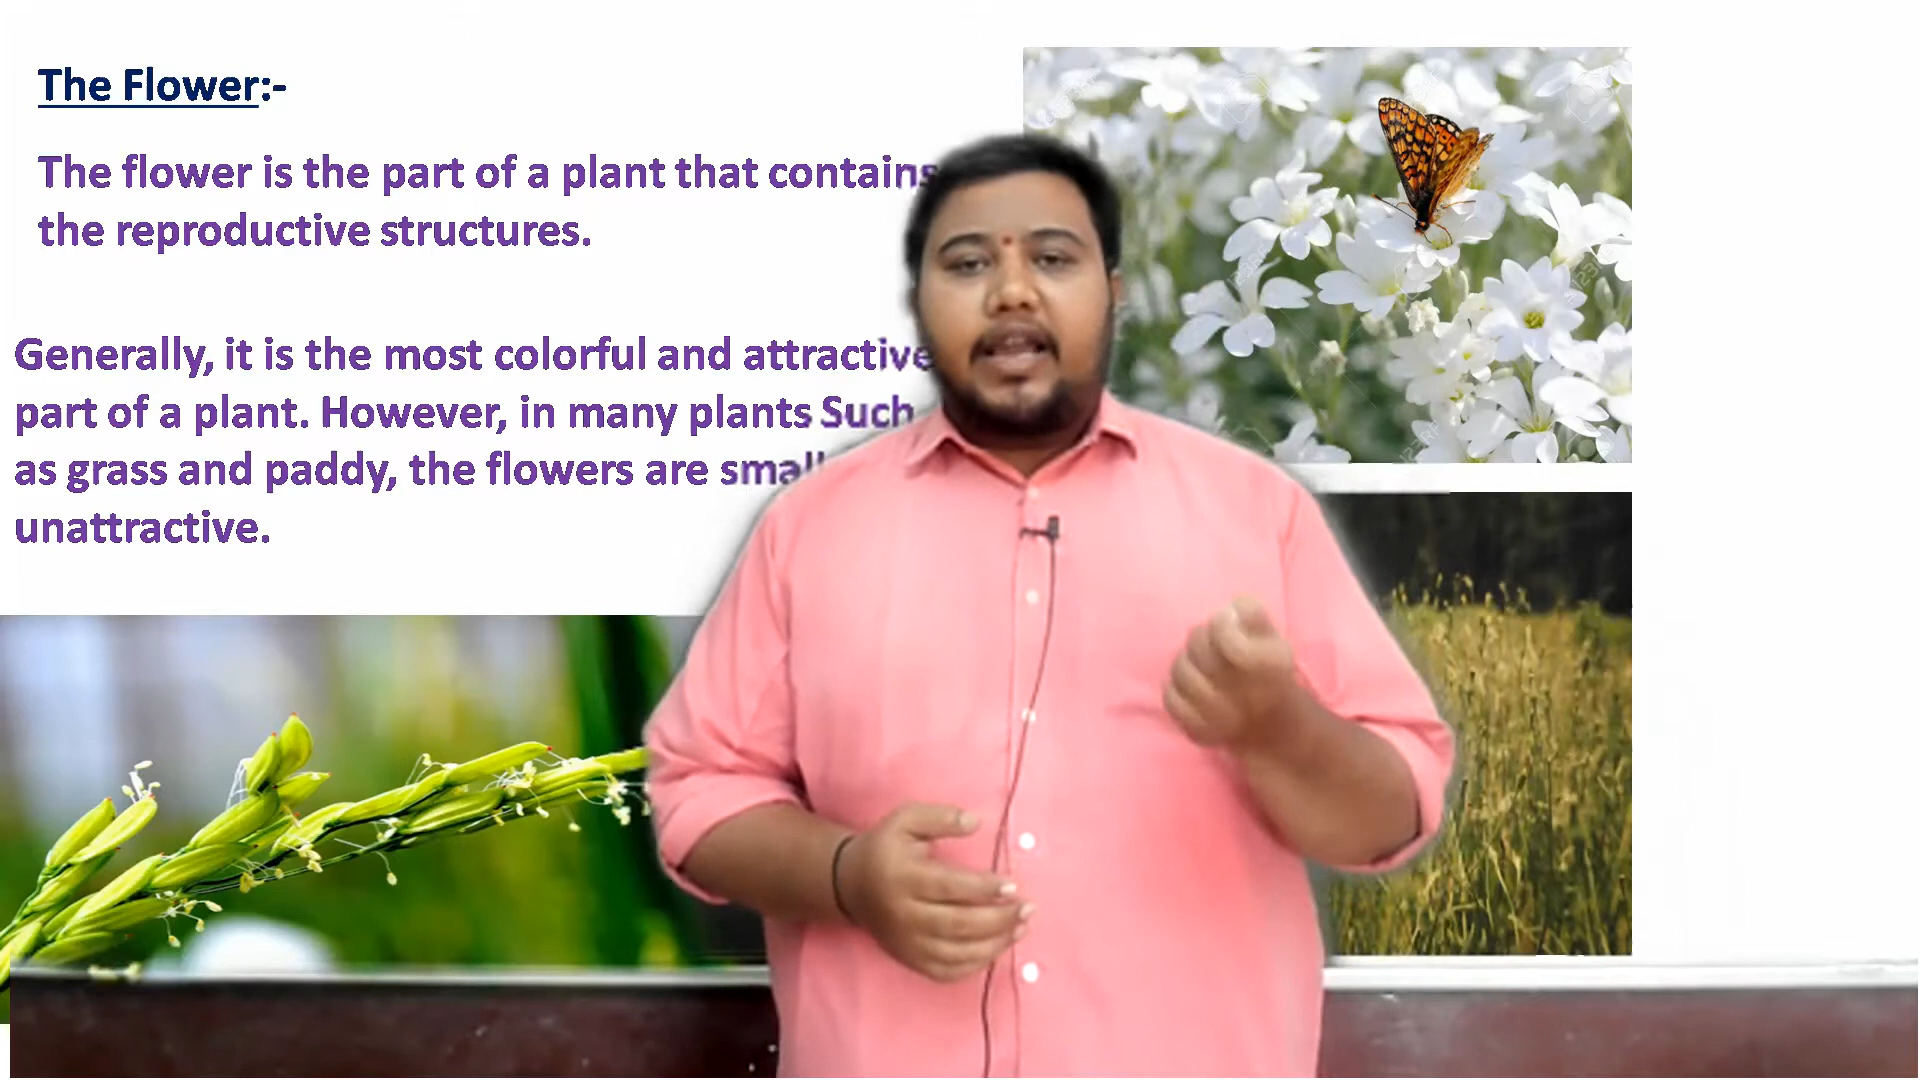 The Flower:-
The flower is the part of a plant that contains
the reproductive structures.
Generally, it is the most colorful and attractive
part of a plant. However, in many plants Such
as grass and paddy, the flowers are small
unattractive.